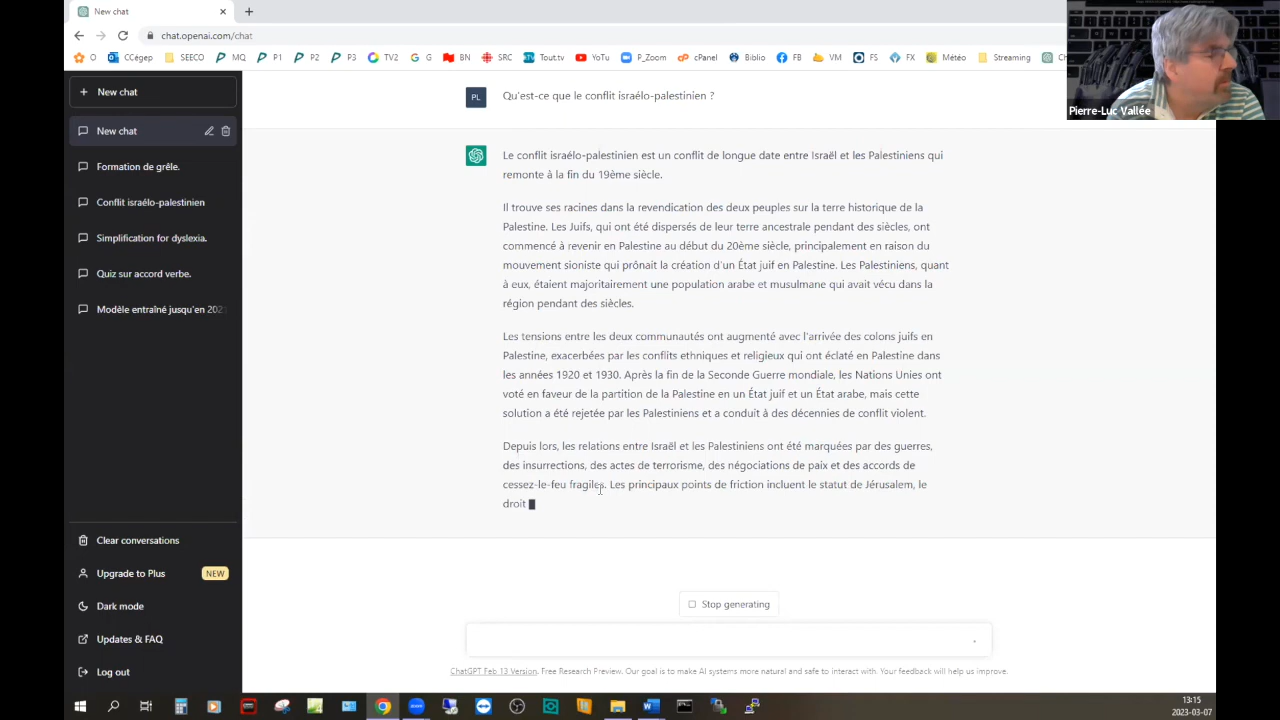 New chat
chat.openai.com/chat
O
CCégep
SEECO
MQ
P1
P2
P3
TV2
G
BN
SRC
Tout.tv
YoTu
P_Zoom
cPanel
Biblio
FB
VM
FS
FX
Météo
Streaming
Pierre-Luc Vallée
New chat
New chat
Formation de grêle.
Conflit israélo-palestinien
Simplification for dyslexia.
Quiz sur accord verbe.
Modèle entraîné jusqu'en 202
Clear conversations
Upgrade to Plus
NEW
Dark mode
Updates & FAQ
Log out
PL
Qu'est-ce que le conflit israélo-palestinien ?
Le conflit israélo-palestinien est un conflit de longue date entre Israël et les Palestiniens qui
remonte à la fin du 19ème siècle.
Il trouve ses racines dans la revendication des deux peuples sur la terre historique de la
Palestine. Les Juifs, qui ont été dispersés de leur terre ancestrale pendant des siècles, ont
commencé à revenir en Palestine au début du 20ème siècle, principalement en raison du
mouvement sioniste qui prônait la création d'un État juif en Palestine. Les Palestiniens, quant
à eux, étaient majoritairement une population arabe et musulmane qui avait vécu dans la
région pendant des siècles.
Les tensions entre les deux communautés ont augmenté avec l'arrivée des colons juifs en
Palestine, exacerbées par les conflits ethniques et religieux qui ont éclaté en Palestine dans
les années 1920 et 1930. Après la fin de la Seconde Guerre mondiale, les Nations Unies ont
voté en faveur de la partition de la Palestine en un État juif et un État arabe, mais cette
solution a été rejetée par les Palestiniens et a conduit à des décennies de conflit violent.
Depuis lors, les relations entre Israël et les Palestiniens ont été marquées par des guerres,
des insurrections, des actes de terrorisme, des négociations de paix et des accords de
cessez-le-feu fragiles. Les principaux points de friction incluent le statut de Jérusalem, le
droit
Stop generating
ChatGPT Feb 13 Version. Free Research Preview. Our goal is to make AI systems more natural and safe to interact with. Your feedback will help us improve.
13:15
2023-03-07